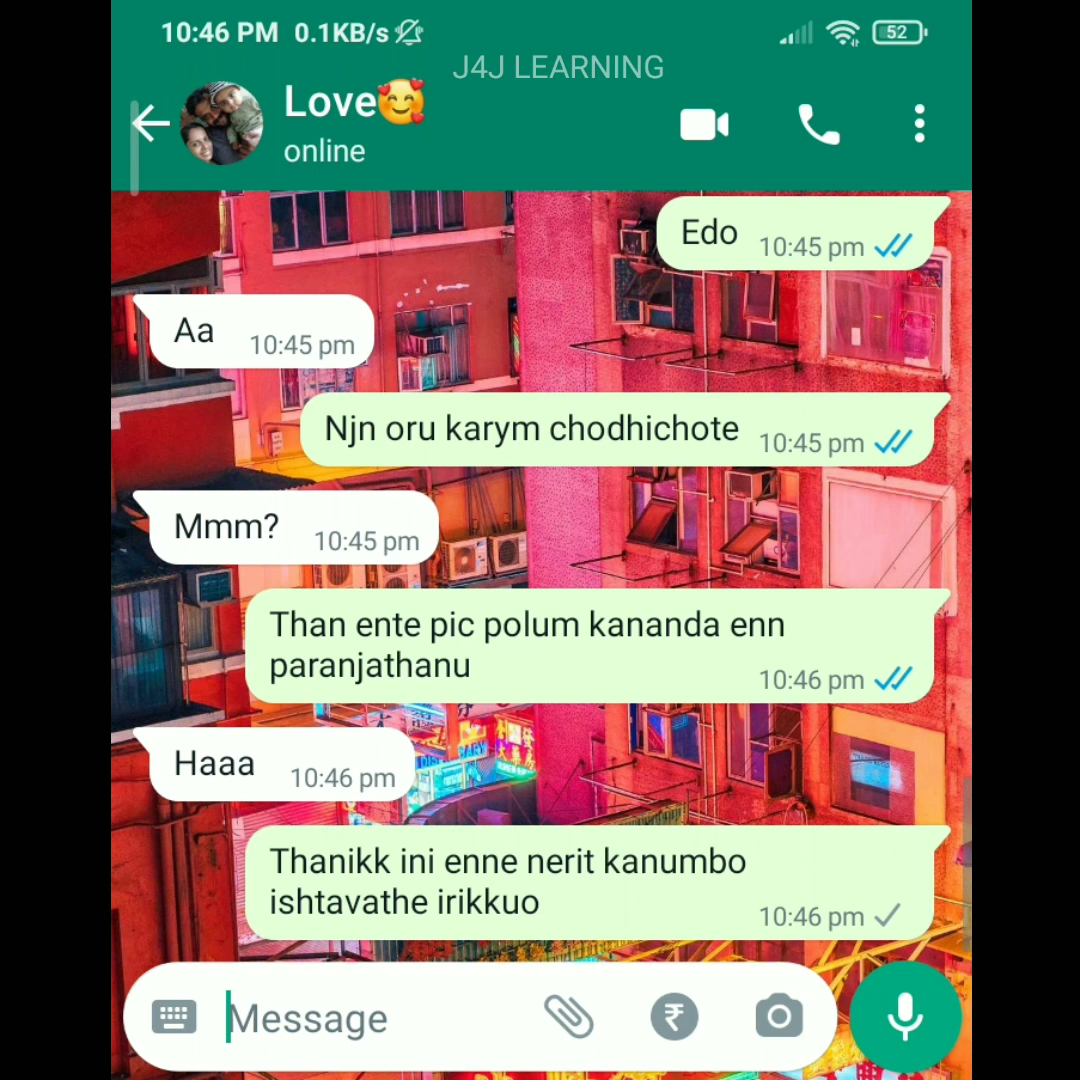 10:46 PM 0.1KB/s 52
J4J LEARNING
Love🥰
online
Edo 10:45 pm
Aa 10:45 pm
Njn oru karym chodhichote 10:45 pm
Mmm? 10:45 pm
Than ente pic polum kananda enn
paranjathanu 10:46 pm
Haaa 10:46 pm
Thanikk ini enne nerit kanumbo
ishtavathe irikkuo 10:46 pm
Message